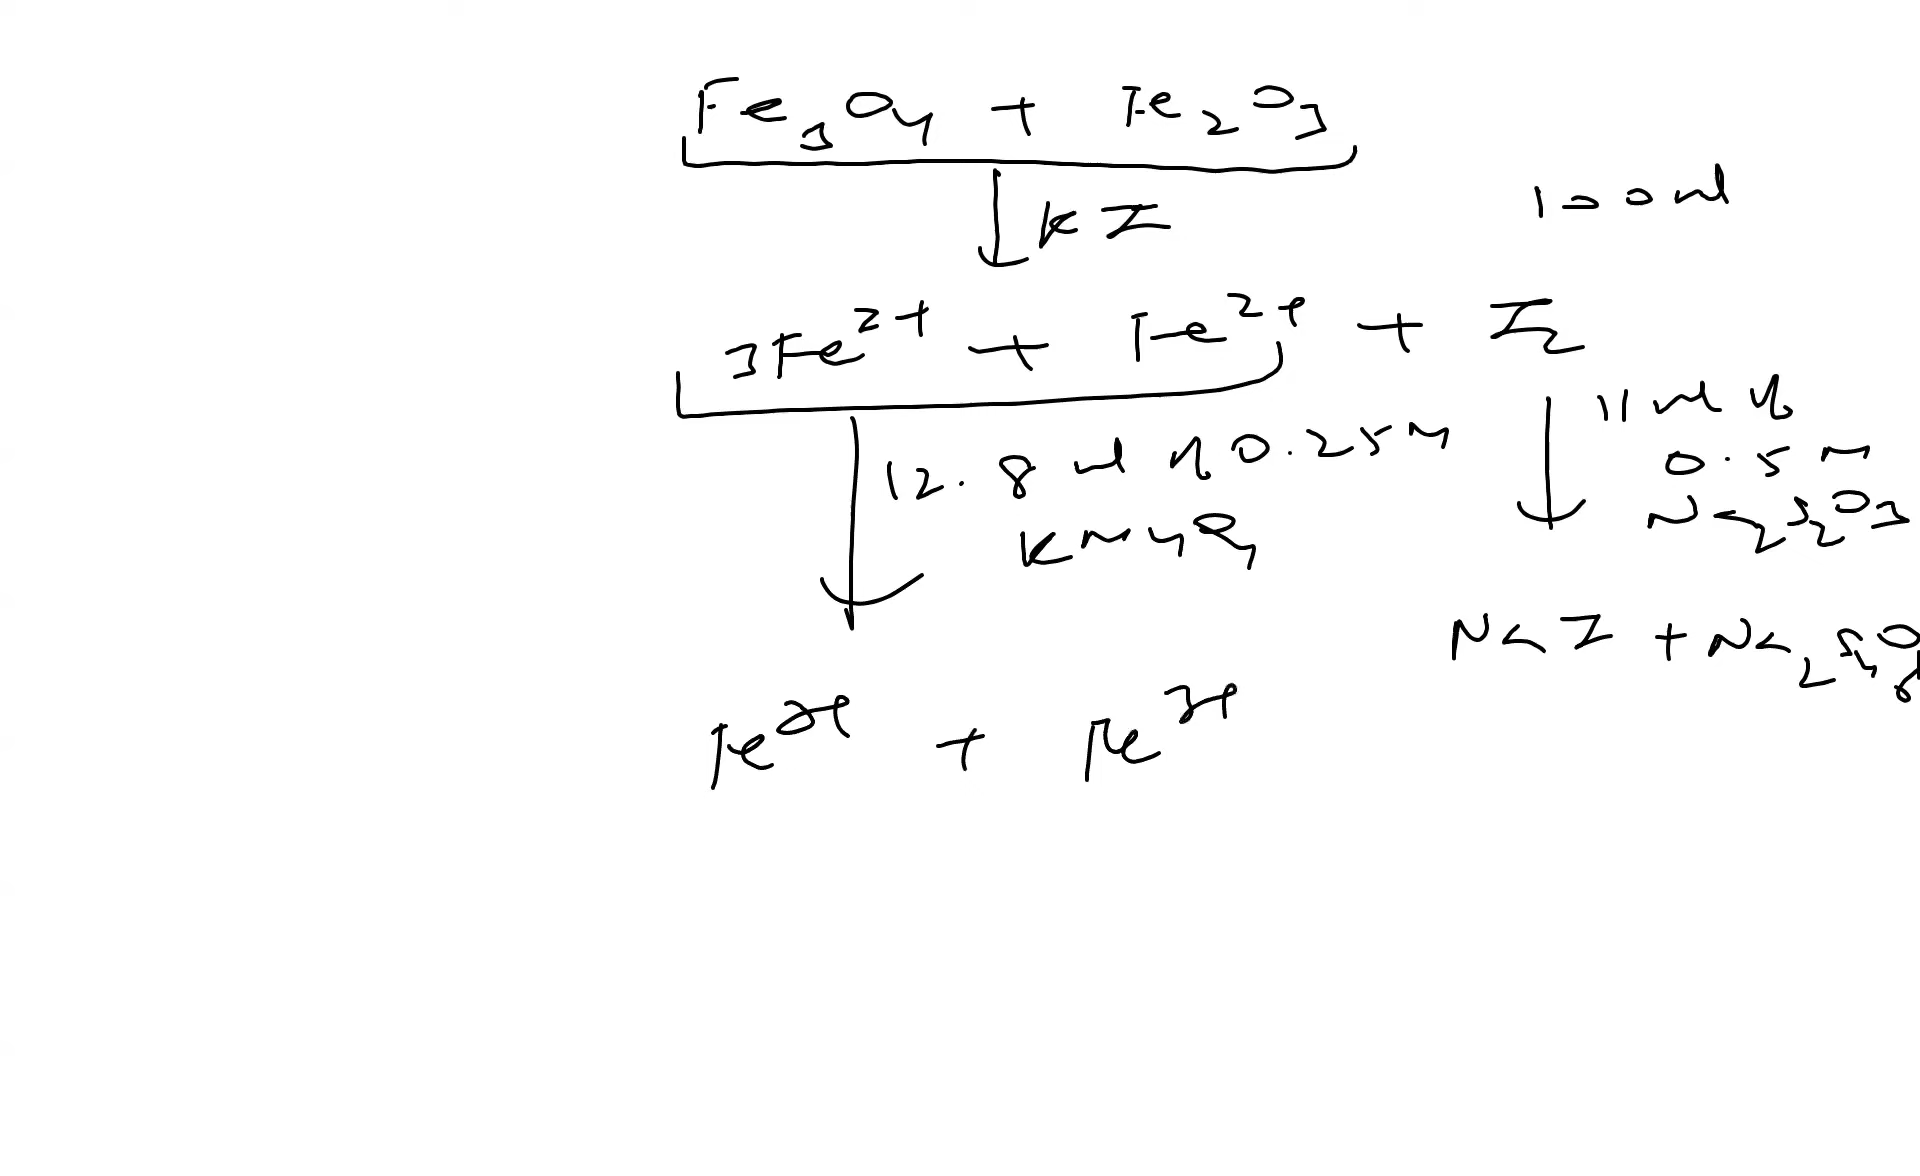 Fe3O4 + Fe2O3
KI
100 ml
3Fe2+ + Fe2+ + I2
12.8 ml of 0.25 M
KMnO4
11 ml of
0.5 M
Na2S2O3
NaI + Na2S4O6
Fe3+ + Fe3+